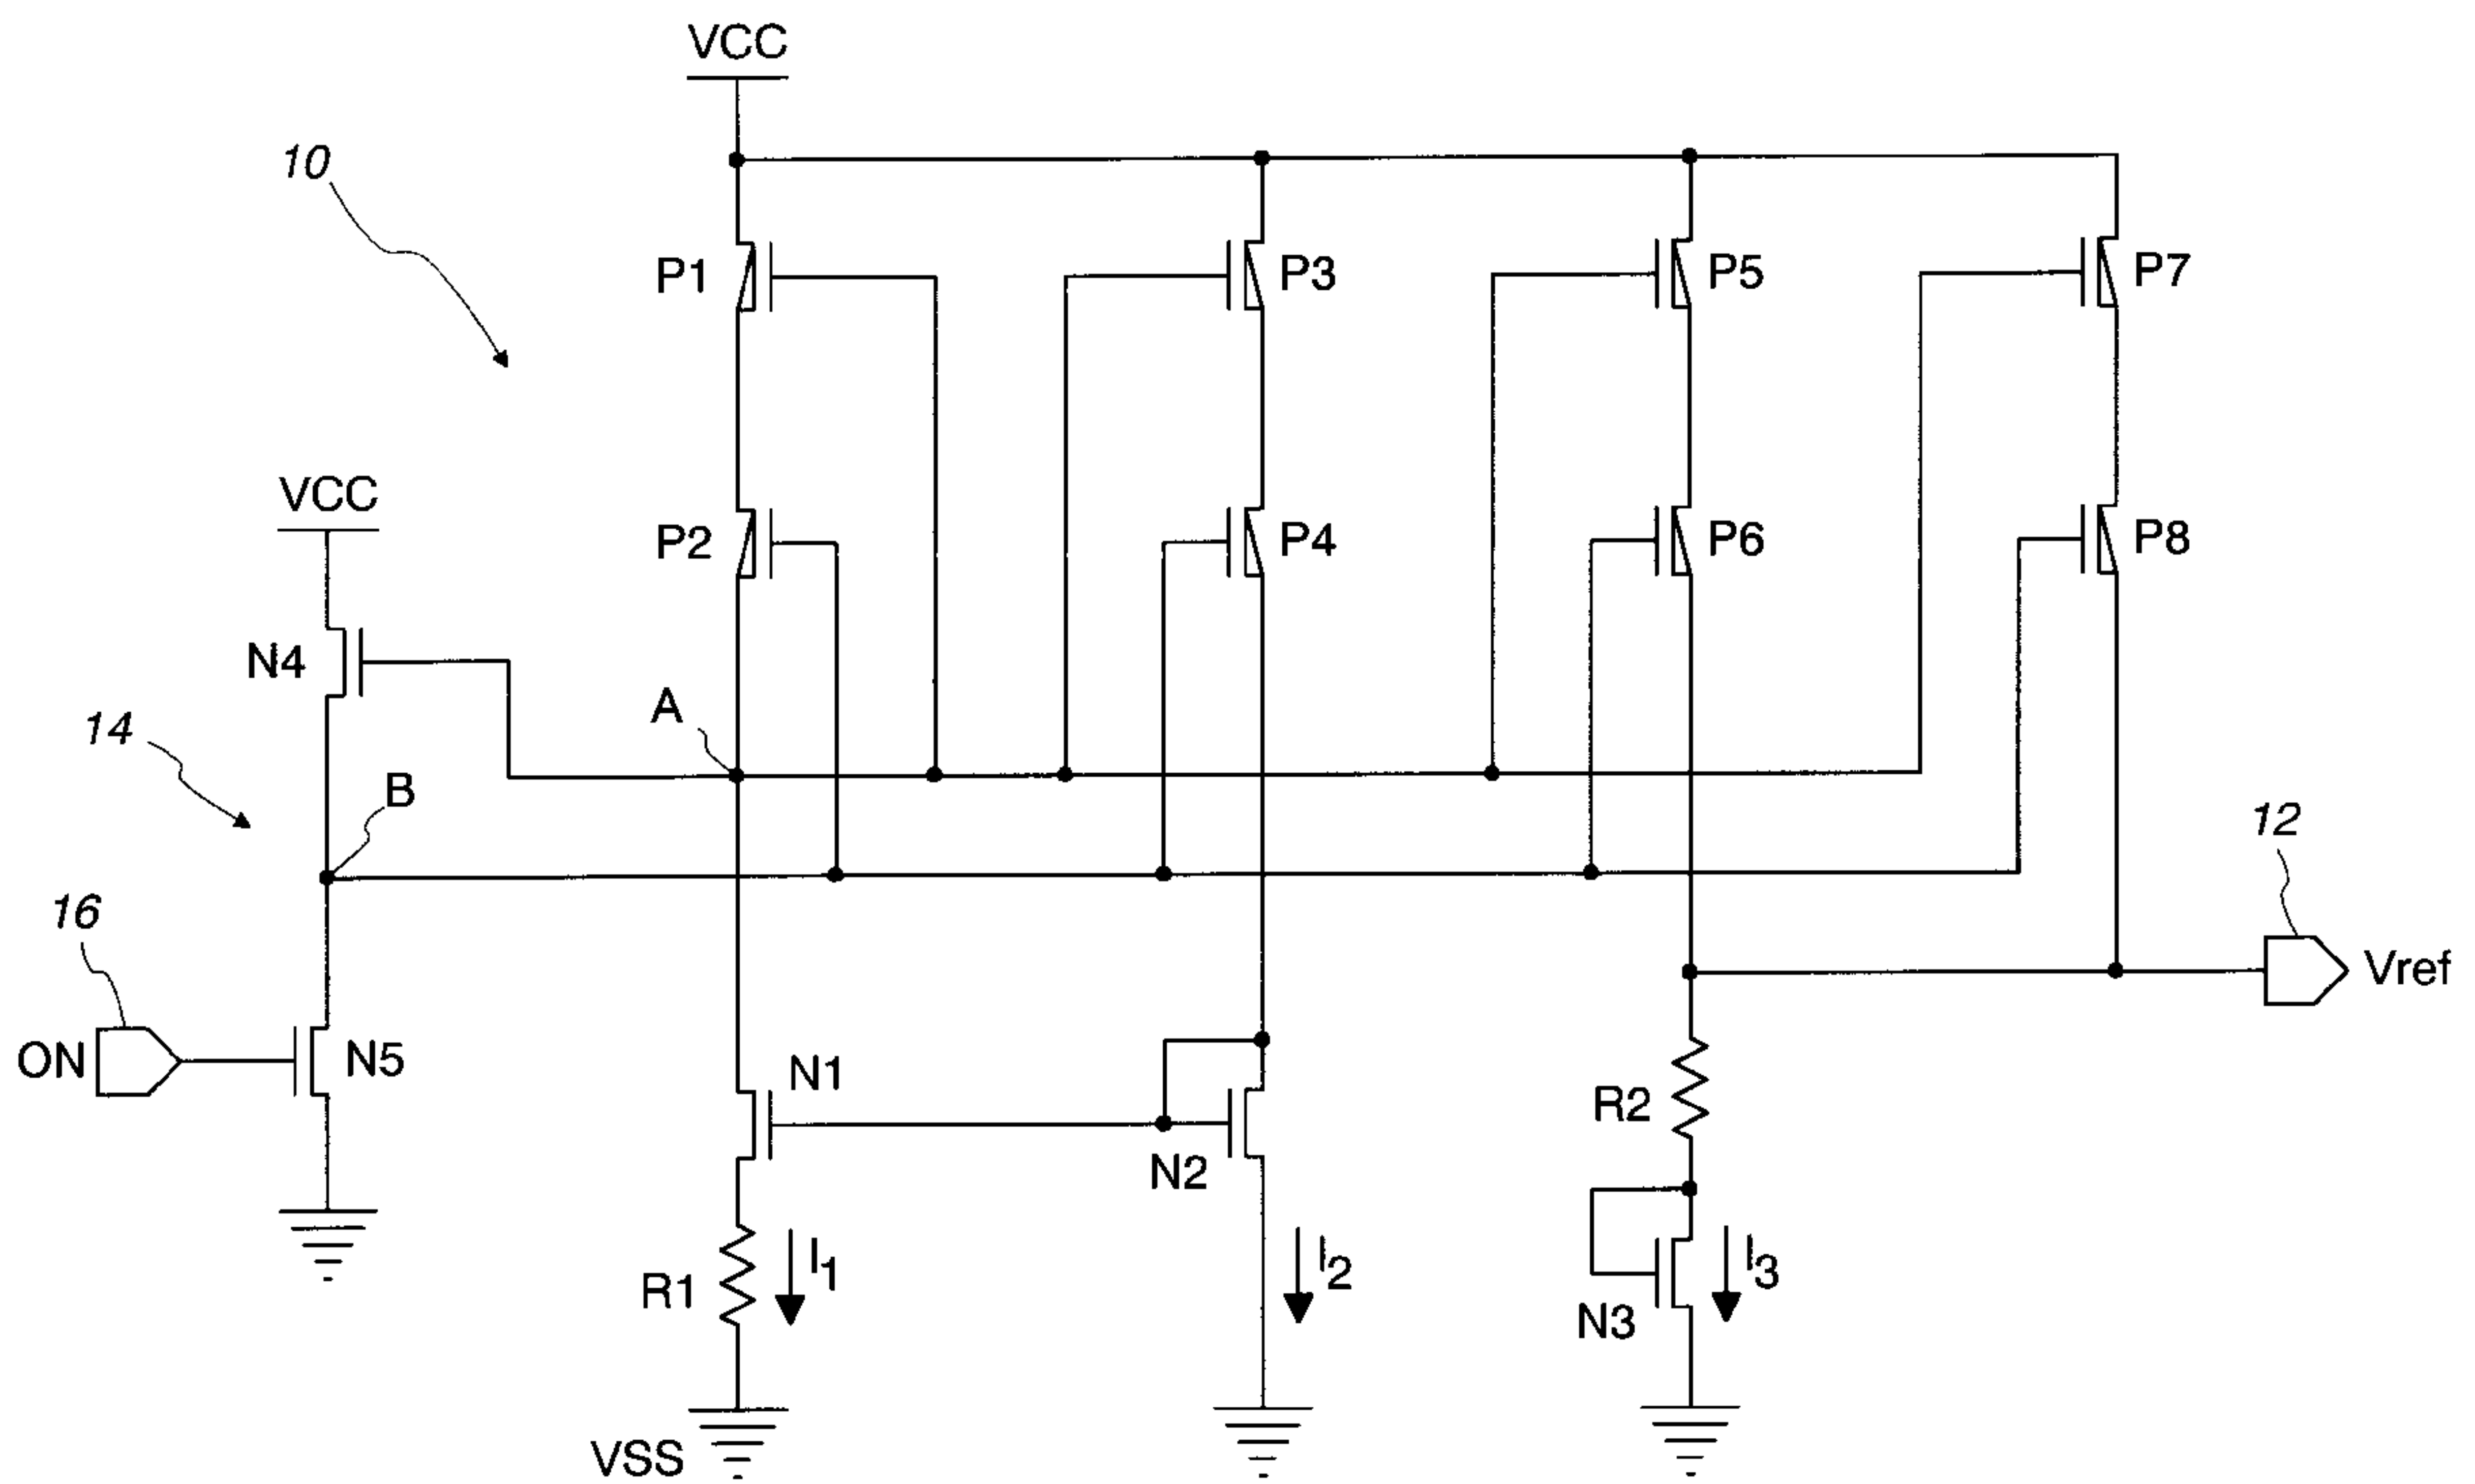 VCC
10
P1
P3
P5
P7
VCC
P2
P4
P6
P8
N4
A
14
B
12
16
Vref
ON
N5
N1
R2
N2
R1
I1
I2
I3
N3
VSS